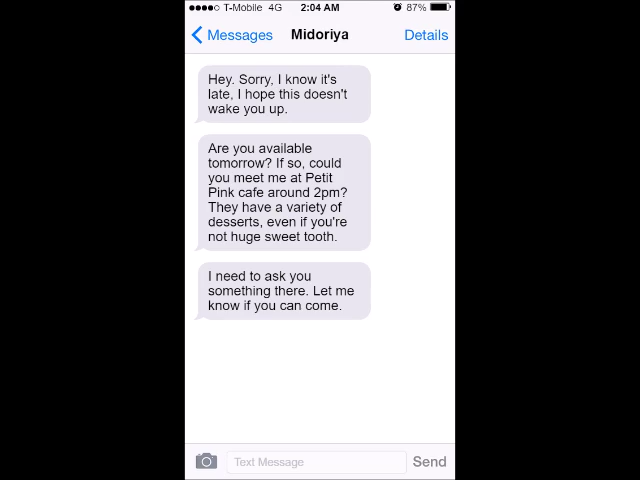 T-Mobile 4G 2:04 AM 87%
Messages Midoriya Details
Hey. Sorry, I know it's
late, I hope this doesn't
wake you up.
Are you available
tomorrow? If so, could
you meet me at Petit
Pink cafe around 2pm?
They have a variety of
desserts, even if you're
not huge sweet tooth.
I need to ask you
something there. Let me
know if you can come.
Text Message Send